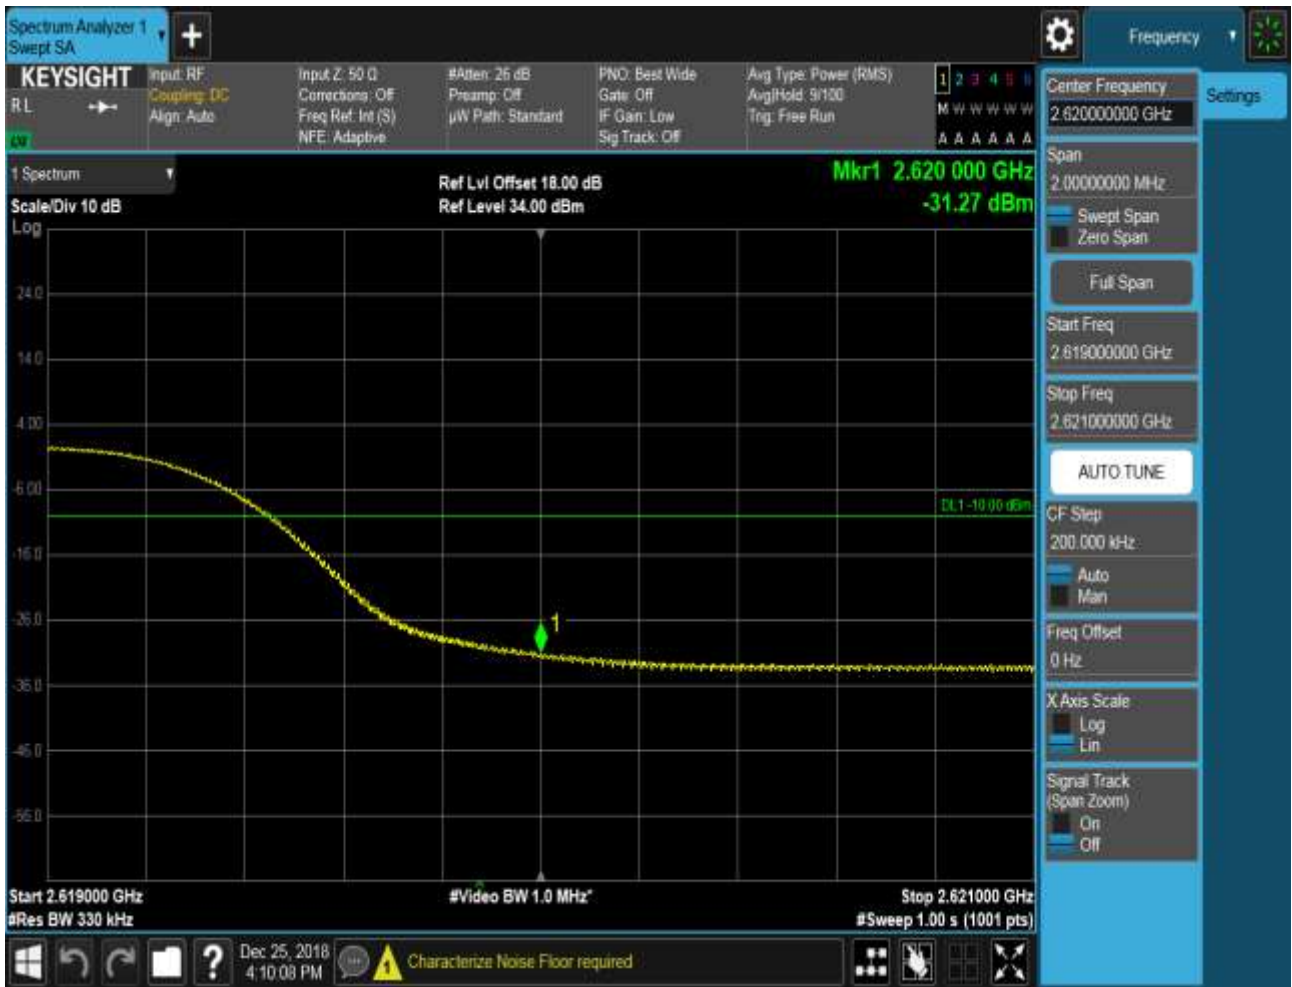 Spectrum Analyzer 1
Swept SA
+
Frequency
KEYSIGHT
RL
Input: RF
Coupling: DC
Align: Auto
Input Z: 50 Ω
Corrections: Off
Freq Ref: Int (S)
NFE: Adaptive
#Atten: 26 dB
Preamp: Off
µW Path: Standard
PNO: Best Wide
Gate: Off
IF Gain: Low
Sig Track: Off
Avg Type: Power (RMS)
Avg|Hold: 9/100
Trig: Free Run
1 2 3 4 5 6
M W W W W W
A A A A A A
1 Spectrum
Scale/Div 10 dB
Log
Ref Lvl Offset 18.00 dB
Ref Level 34.00 dBm
Mkr1 2.620 000 GHz
-31.27 dBm
24.0
14.0
4.00
-6.00
-16.0
-26.0
-36.0
-46.0
-56.0
DL1 -10.00 dBm
1
Start 2.619000 GHz
#Res BW 330 kHz
#Video BW 1.0 MHz*
Stop 2.621000 GHz
#Sweep 1.00 s (1001 pts)
Center Frequency
2.620000000 GHz
Settings
Span
2.00000000 MHz
Swept Span
Zero Span
Full Span
Start Freq
2.619000000 GHz
Stop Freq
2.621000000 GHz
AUTO TUNE
CF Step
200.000 kHz
Auto
Man
Freq Offset
0 Hz
X Axis Scale
Log
Lin
Signal Track
(Span Zoom)
On
Off
?
Dec 25, 2018
4:10:08 PM
1
Characterize Noise Floor required